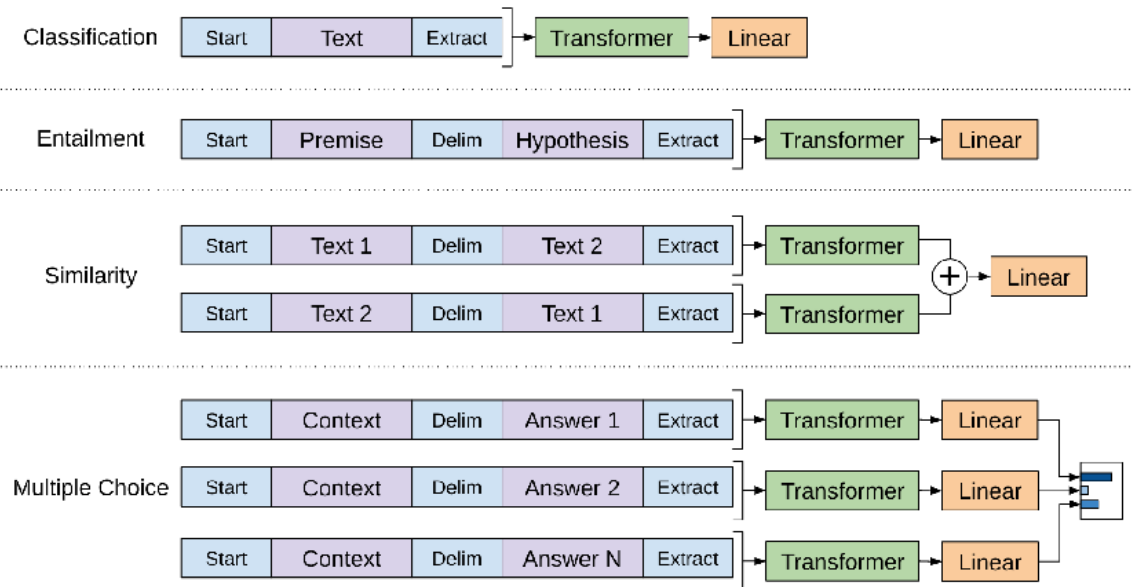 Classification Start Text Extract Transformer Linear
Entailment Start Premise Delim Hypothesis Extract Transformer Linear
Similarity
Start Text 1 Delim Text 2 Extract Transformer
+ Linear
Start Text 2 Delim Text 1 Extract Transformer
Multiple Choice
Start Context Delim Answer 1 Extract Transformer Linear
Start Context Delim Answer 2 Extract Transformer Linear
Start Context Delim Answer N Extract Transformer Linear